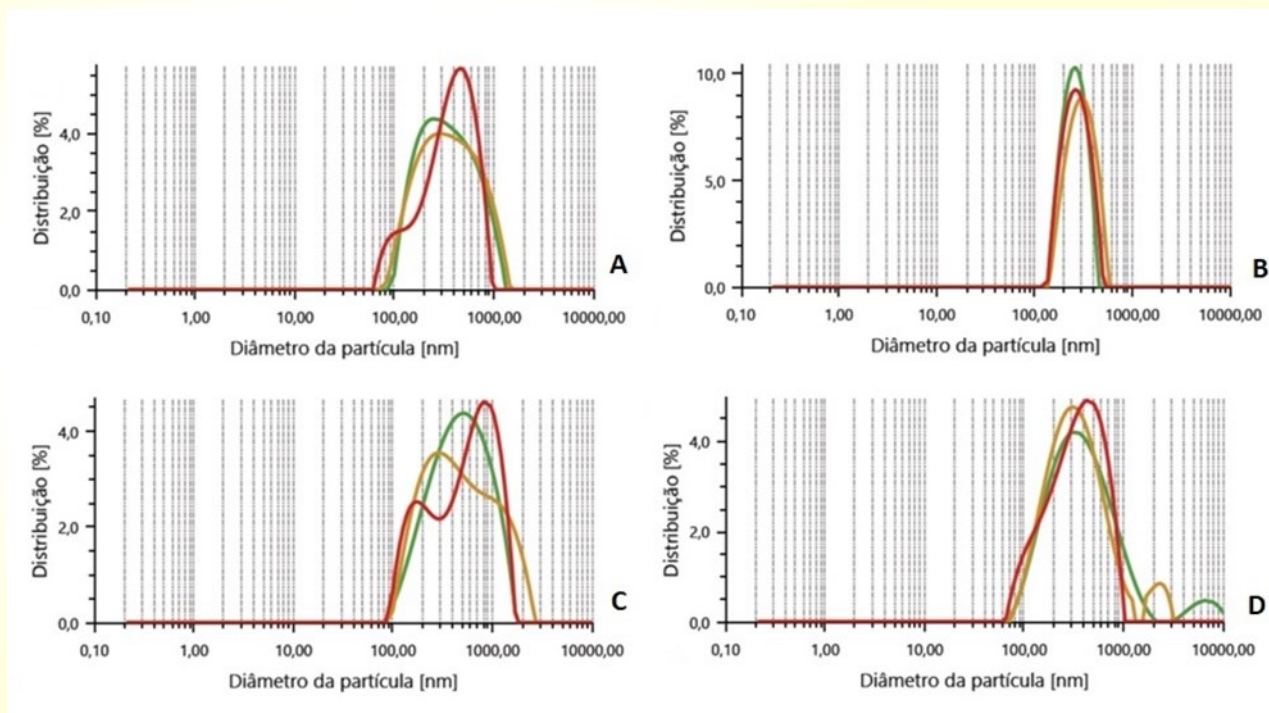 Distribuição [%]
4,0
2,0
0,0
0,10 1,00 10,00 100,00 1000,00 10000,00
Diâmetro da partícula [nm]
A
Distribuição [%]
10,0
5,0
0,0
0,10 1,00 10,00 100,00 1000,00 10000,00
Diâmetro da partícula [nm]
B
Distribuição [%]
4,0
2,0
0,0
0,10 1,00 10,00 100,00 1000,00 10000,00
Diâmetro da partícula [nm]
C
Distribuição [%]
4,0
2,0
0,0
0,10 1,00 10,00 100,00 1000,00 10000,00
Diâmetro da partícula [nm]
D